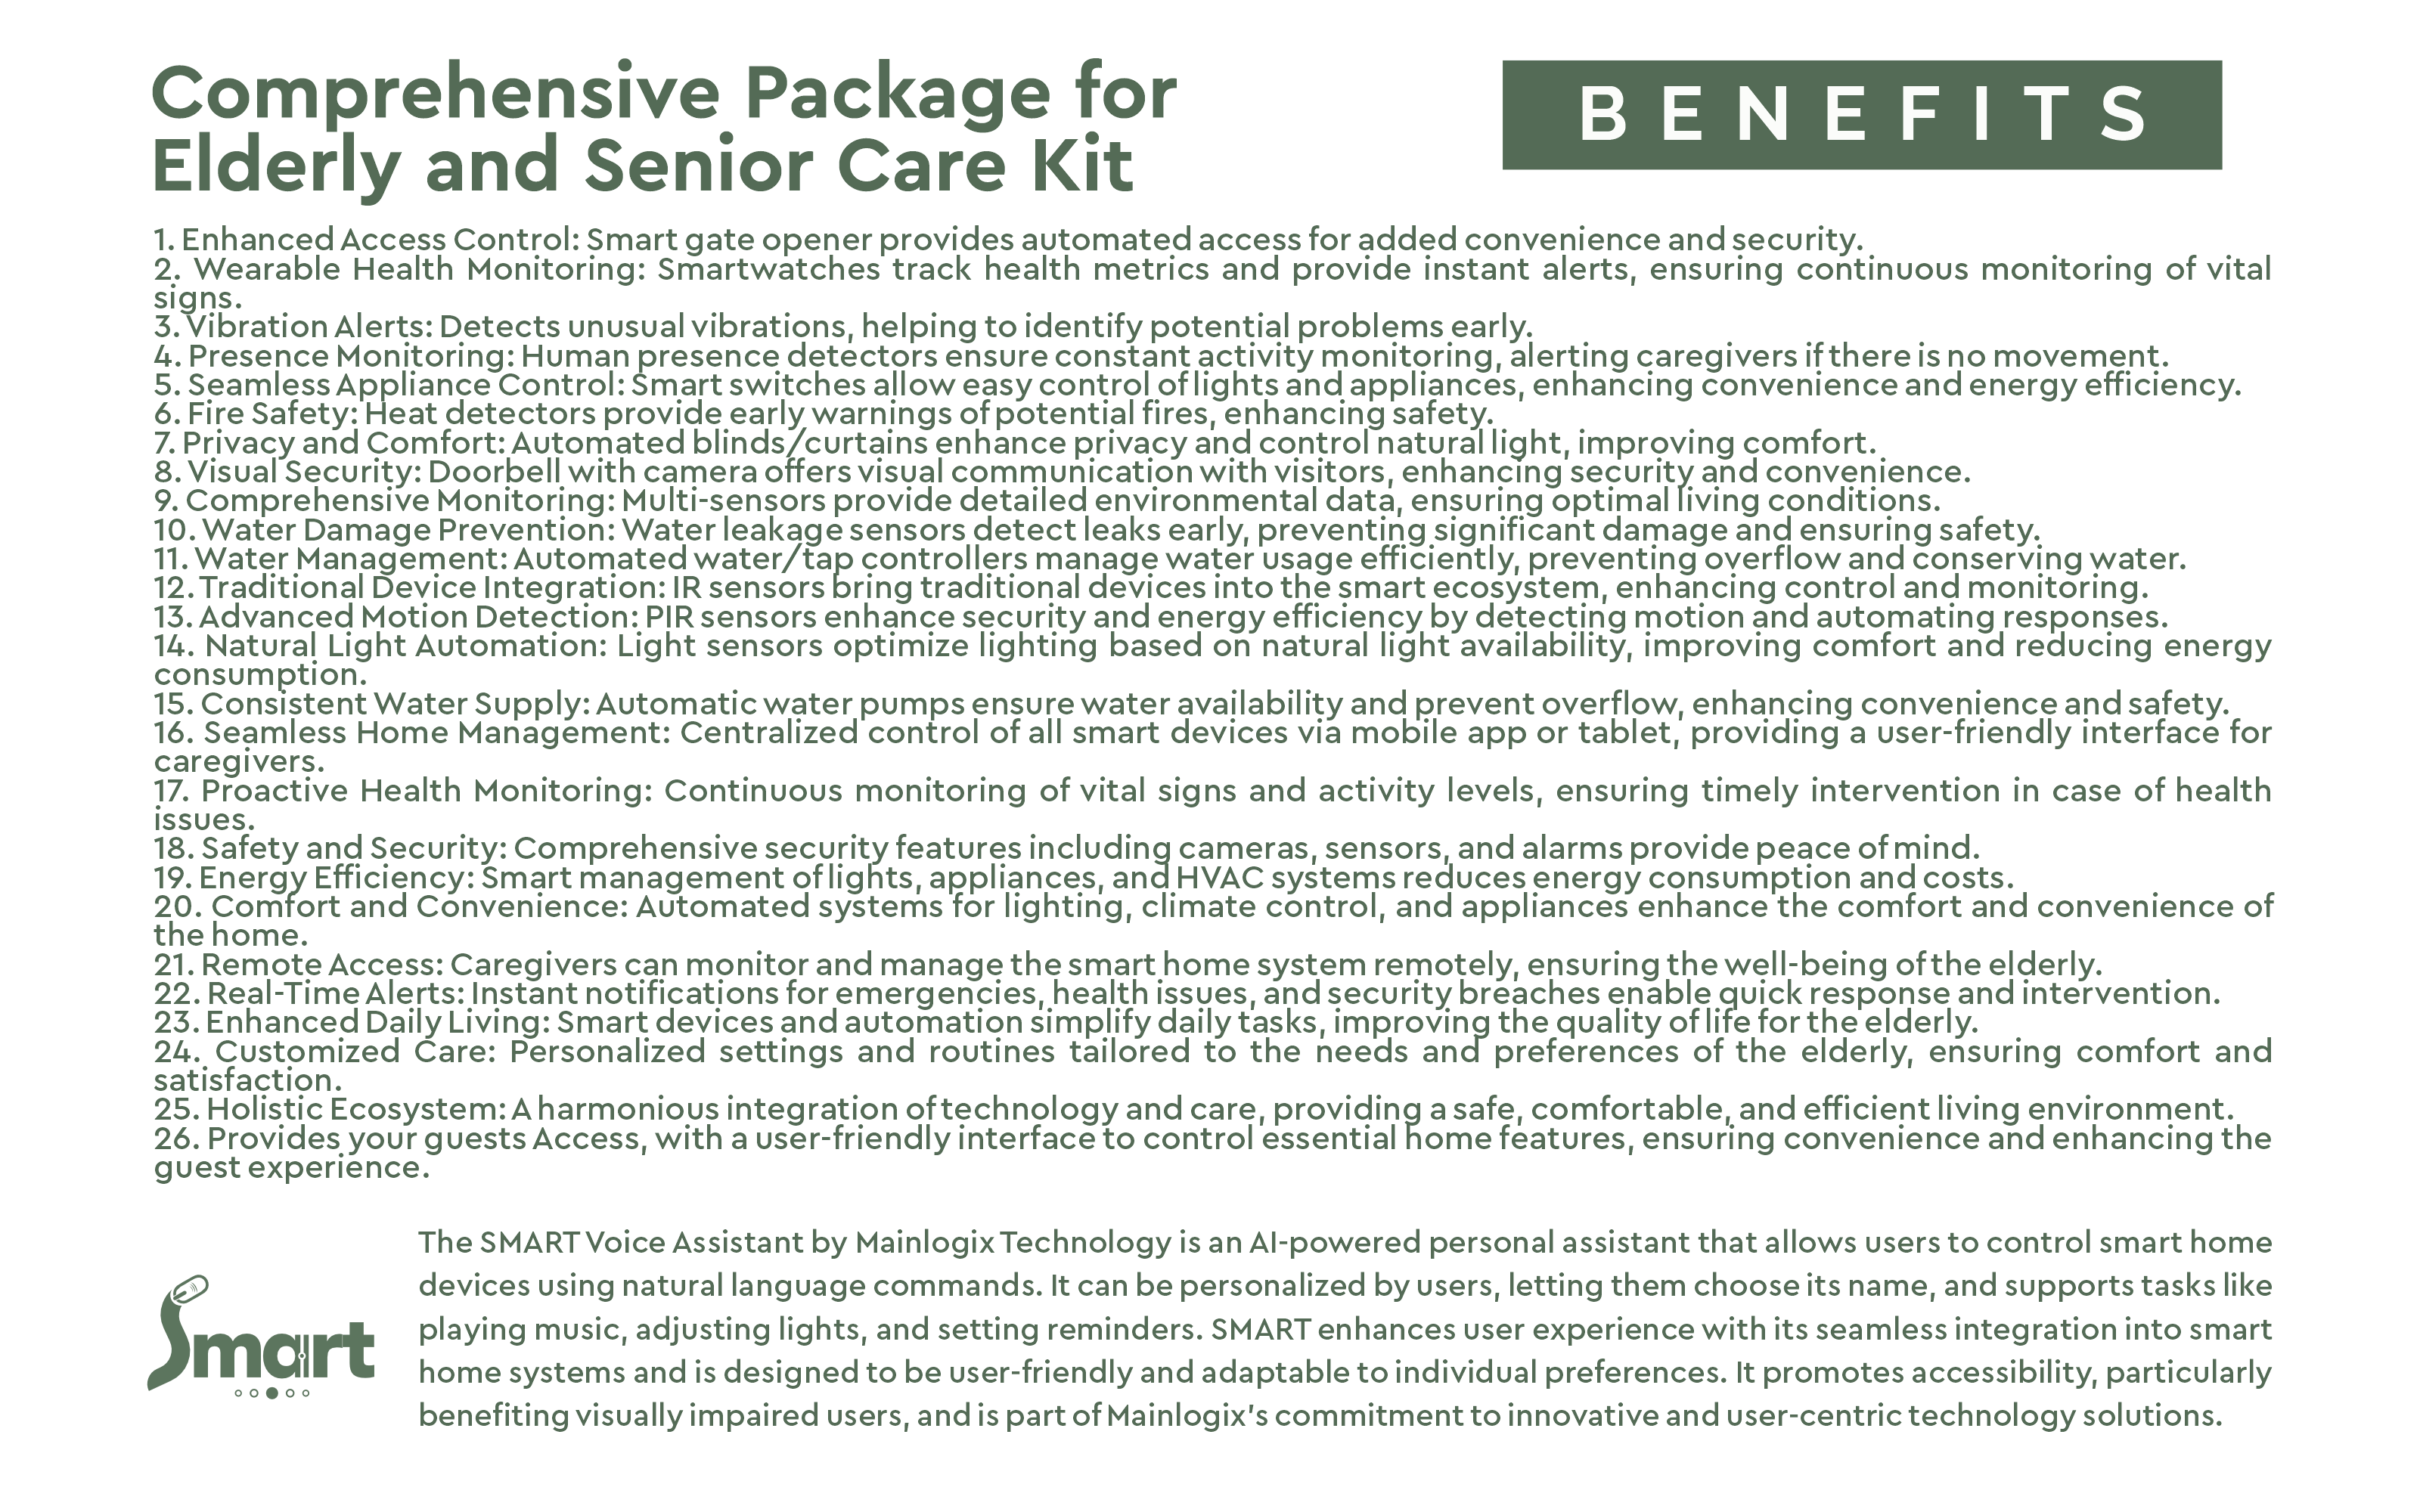 Comprehensive Package for
Elderly and Senior Care Kit
BENEFITS
1. Enhanced Access Control: Smart gate opener provides automated access for added convenience and security.
2. Wearable Health Monitoring: Smartwatches track health metrics and provide instant alerts, ensuring continuous monitoring of vital
signs.
3. Vibration Alerts: Detects unusual vibrations, helping to identify potential problems early.
4. Presence Monitoring: Human presence detectors ensure constant activity monitoring, alerting caregivers if there is no movement.
5. Seamless Appliance Control: Smart switches allow easy control of lights and appliances, enhancing convenience and energy efficiency.
6. Fire Safety: Heat detectors provide early warnings of potential fires, enhancing safety.
7. Privacy and Comfort: Automated blinds/curtains enhance privacy and control natural light, improving comfort.
8. Visual Security: Doorbell with camera offers visual communication with visitors, enhancing security and convenience.
9. Comprehensive Monitoring: Multi-sensors provide detailed environmental data, ensuring optimal living conditions.
10. Water Damage Prevention: Water leakage sensors detect leaks early, preventing significant damage and ensuring safety.
11. Water Management: Automated water/tap controllers manage water usage efficiently, preventing overflow and conserving water.
12. Traditional Device Integration: IR sensors bring traditional devices into the smart ecosystem, enhancing control and monitoring.
13. Advanced Motion Detection: PIR sensors enhance security and energy efficiency by detecting motion and automating responses.
14. Natural Light Automation: Light sensors optimize lighting based on natural light availability, improving comfort and reducing energy
consumption.
15. Consistent Water Supply: Automatic water pumps ensure water availability and prevent overflow, enhancing convenience and safety.
16. Seamless Home Management: Centralized control of all smart devices via mobile app or tablet, providing a user-friendly interface for
caregivers.
17. Proactive Health Monitoring: Continuous monitoring of vital signs and activity levels, ensuring timely intervention in case of health
issues.
18. Safety and Security: Comprehensive security features including cameras, sensors, and alarms provide peace of mind.
19. Energy Efficiency: Smart management of lights, appliances, and HVAC systems reduces energy consumption and costs.
20. Comfort and Convenience: Automated systems for lighting, climate control, and appliances enhance the comfort and convenience of
the home.
21. Remote Access: Caregivers can monitor and manage the smart home system remotely, ensuring the well-being of the elderly.
22. Real-Time Alerts: Instant notifications for emergencies, health issues, and security breaches enable quick response and intervention.
23. Enhanced Daily Living: Smart devices and automation simplify daily tasks, improving the quality of life for the elderly.
24. Customized Care: Personalized settings and routines tailored to the needs and preferences of the elderly, ensuring comfort and
satisfaction.
25. Holistic Ecosystem: A harmonious integration of technology and care, providing a safe, comfortable, and efficient living environment.
26. Provides your guests Access, with a user-friendly interface to control essential home features, ensuring convenience and enhancing the
guest experience.
Smart
The SMART Voice Assistant by Mainlogix Technology is an AI-powered personal assistant that allows users to control smart home
devices using natural language commands. It can be personalized by users, letting them choose its name, and supports tasks like
playing music, adjusting lights, and setting reminders. SMART enhances user experience with its seamless integration into smart
home systems and is designed to be user-friendly and adaptable to individual preferences. It promotes accessibility, particularly
benefiting visually impaired users, and is part of Mainlogix's commitment to innovative and user-centric technology solutions.